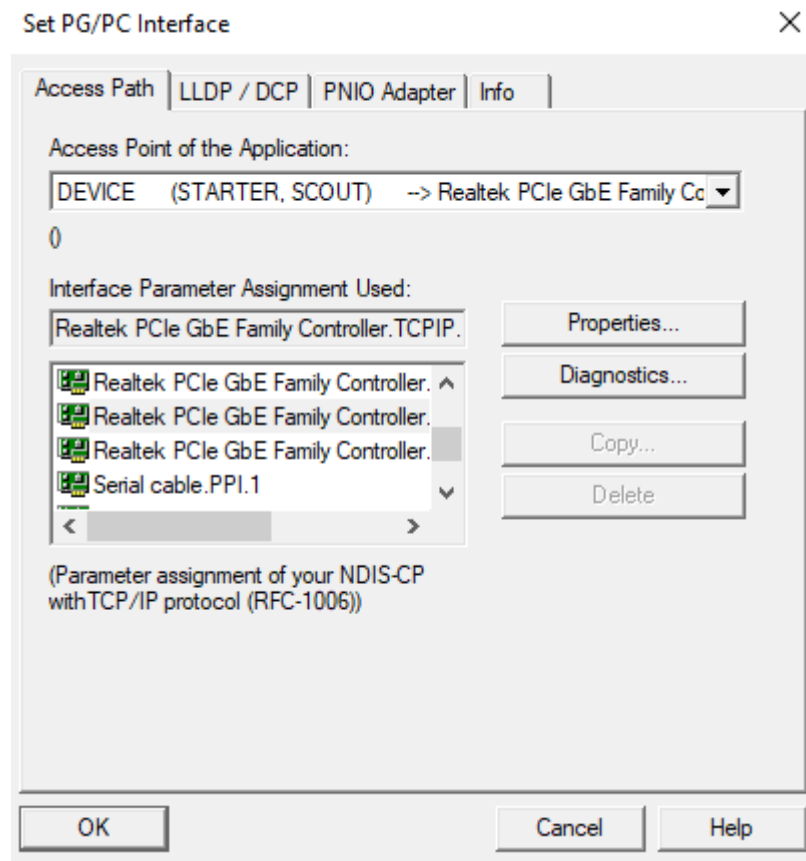 Set PG/PC Interface
Access Path
LLDP / DCP
PNIO Adapter
Info
Access Point of the Application:
DEVICE (STARTER, SCOUT) --> Realtek PCIe GbE Family Co
()
Interface Parameter Assignment Used:
Realtek PCIe GbE Family Controller.TCPIP.
Properties...
Realtek PCIe GbE Family Controller.
Diagnostics...
Realtek PCIe GbE Family Controller.
Realtek PCIe GbE Family Controller.
Copy...
Serial cable.PPI.1
Delete
(Parameter assignment of your NDIS-CP
withTCP/IP protocol (RFC-1006))
OK
Cancel
Help